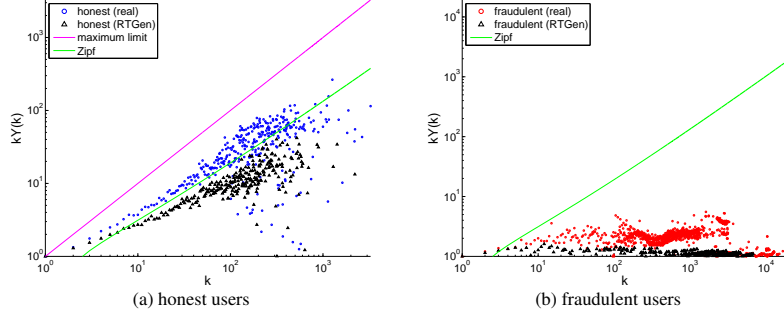 honest (real)
honest (RTGen)
maximum limit
Zipf
kY(k)
10^3
10^2
10^1
10^0
10^0
10^1
10^2
10^3
k
(a) honest users
fraudulent (real)
fraudulent (RTGen)
Zipf
kY(k)
10^4
10^3
10^2
10^1
10^0
10^0
10^1
10^2
10^3
10^4
k
(b) fraudulent users